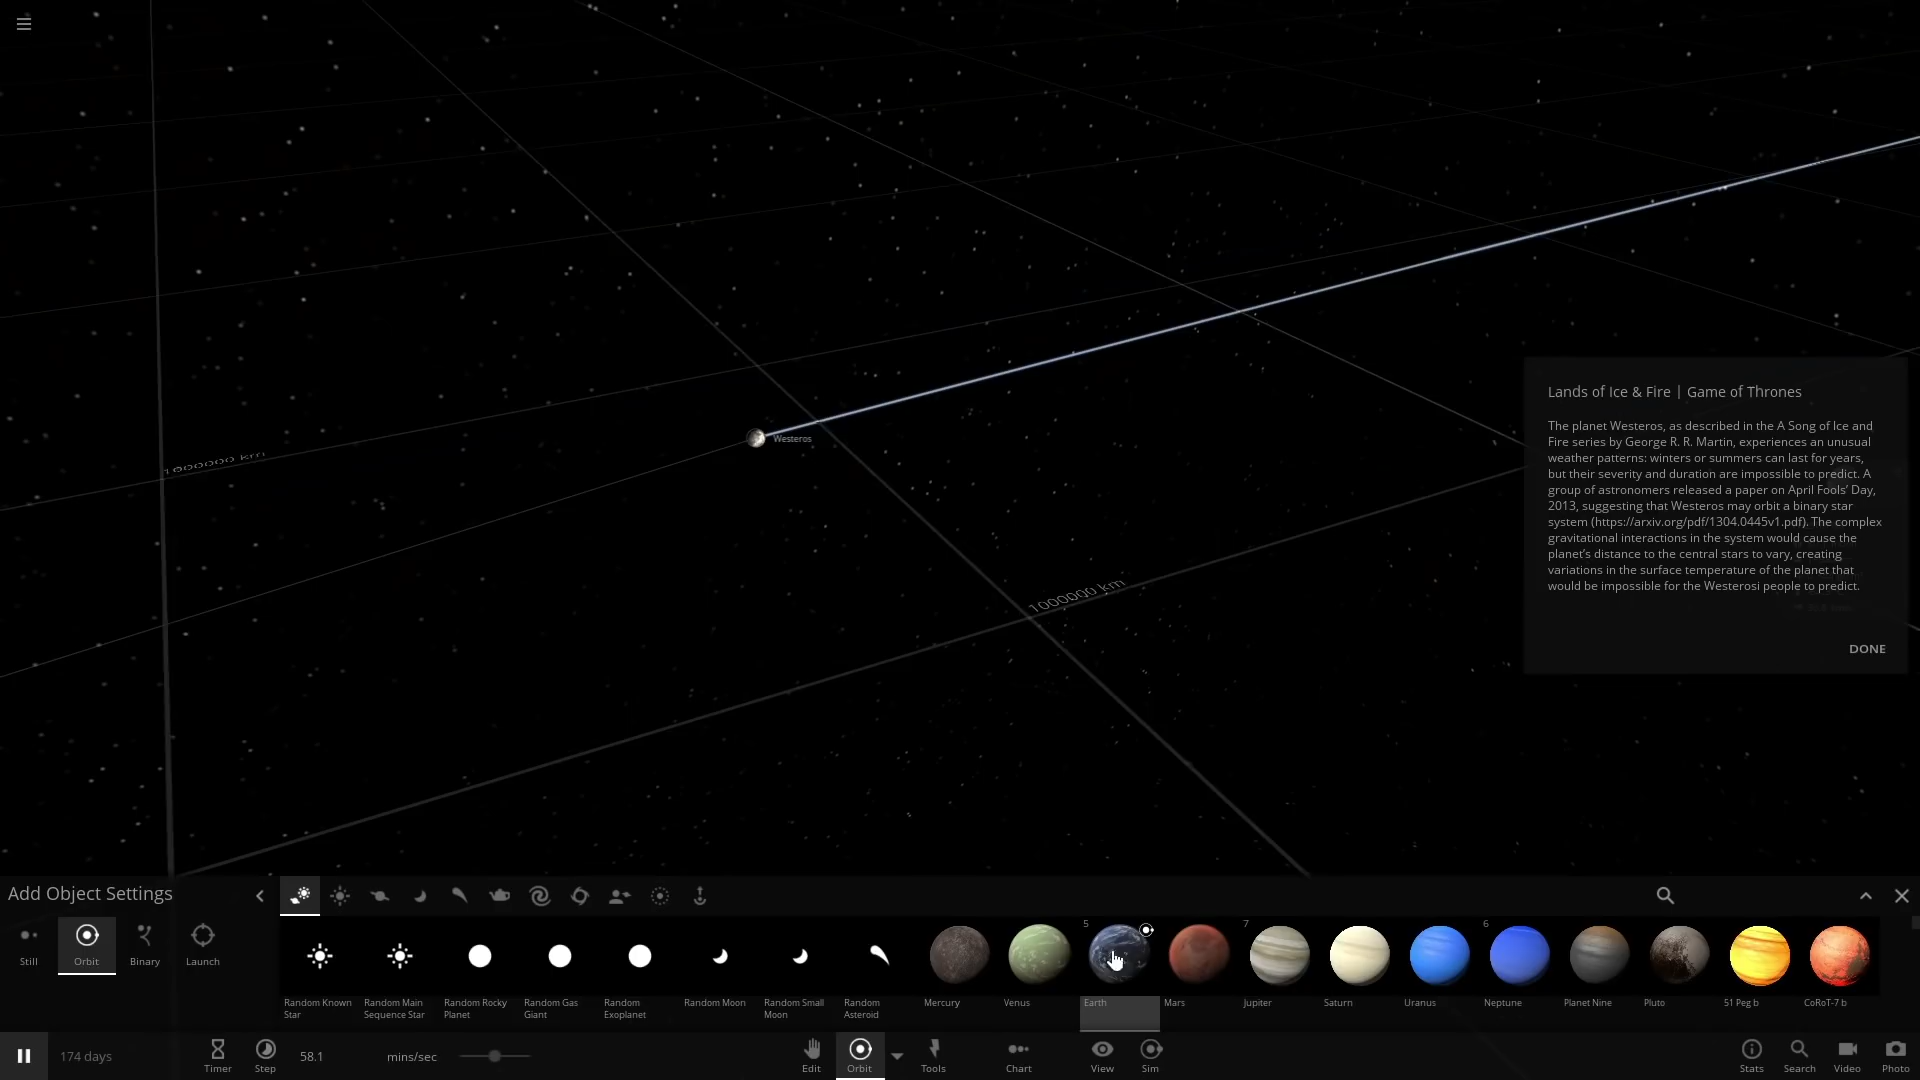 Westeros
1000000 km
1000000 km
Lands of Ice & Fire | Game of Thrones
The planet Westeros, as described in the A Song of Ice and
Fire series by George R. R. Martin, experiences an unusual
weather patterns: winters or summers can last for years,
but their severity and duration are impossible to predict. A
group of astronomers released a paper on April Fools’ Day,
2013, suggesting that Westeros may orbit a binary star
system (https://arxiv.org/pdf/1304.0445v1.pdf). The complex
gravitational interactions in the system would cause the
planet’s distance to the central stars to vary, creating
variations in the surface temperature of the planet that
would be impossible for the Westerosi people to predict.
DONE
Add Object Settings
Still Orbit Binary Launch
5 7 6
Random Known Star
Random Main Sequence Star
Random Rocky Planet
Random Gas Giant
Random Exoplanet
Random Moon
Random Small Moon
Random Asteroid
Mercury
Venus
Earth
Mars
Jupiter
Saturn
Uranus
Neptune
Planet Nine
Pluto
51 Peg b
CoRoT-7 b
174 days
Timer
Step
58.1 mins/sec
Edit
Orbit
Tools
Chart
View
Sim
Stats
Search
Video
Photo